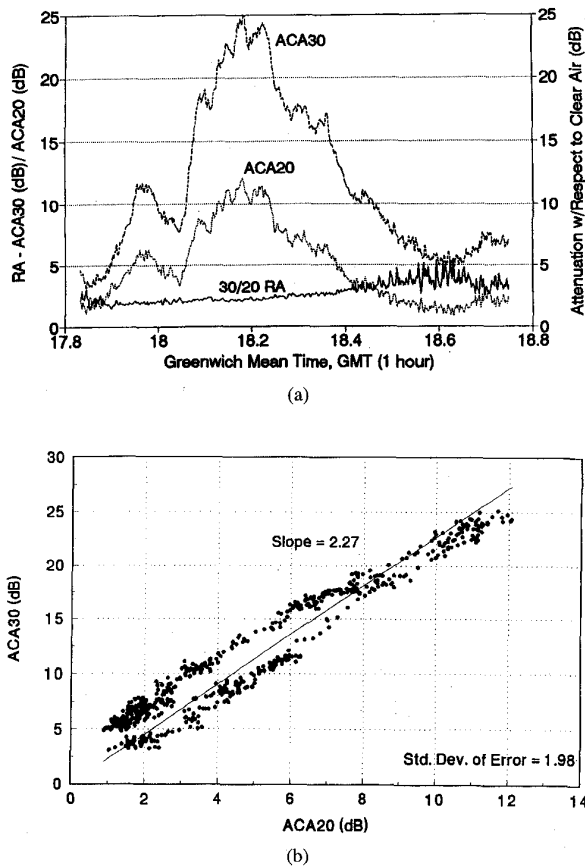 25
20
15
10
5
0
RA - ACA30 (dB)/ ACA20 (dB)
ACA30
ACA20
30/20 RA
25
20
15
10
5
0
Attenuation w/Respect to Clear Air (dB)
17.8 18 18.2 18.4 18.6 18.8
Greenwich Mean Time, GMT (1 hour)
(a)
30
25
20
15
10
5
0
ACA30 (dB)
Slope = 2.27
Std. Dev. of Error = 1.98
0 2 4 6 8 10 12 14
ACA20 (dB)
(b)